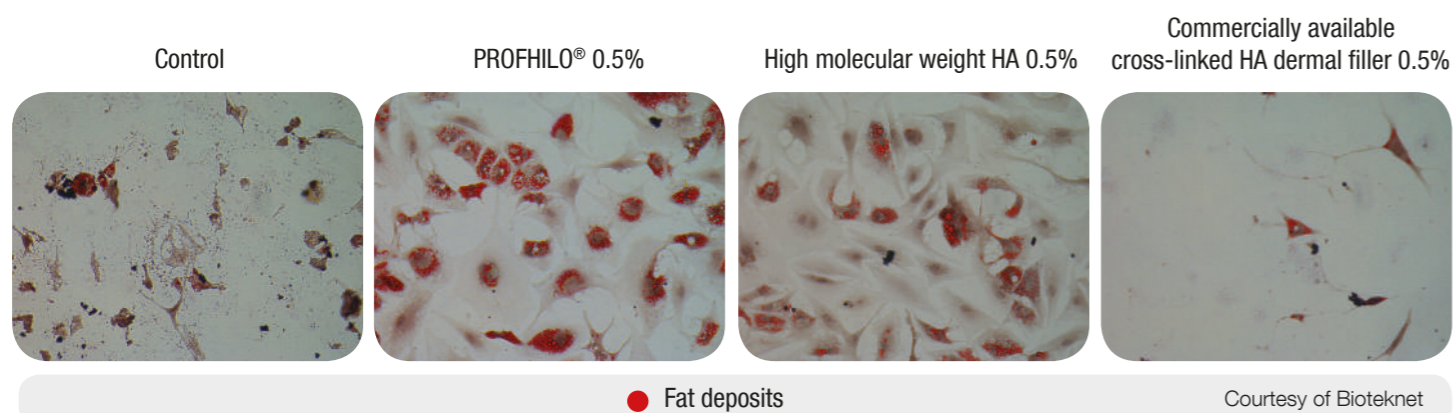 Control
PROFHILO® 0.5%
High molecular weight HA 0.5%
Commercially available
cross-linked HA dermal filler 0.5%
Fat deposits
Courtesy of Bioteknet